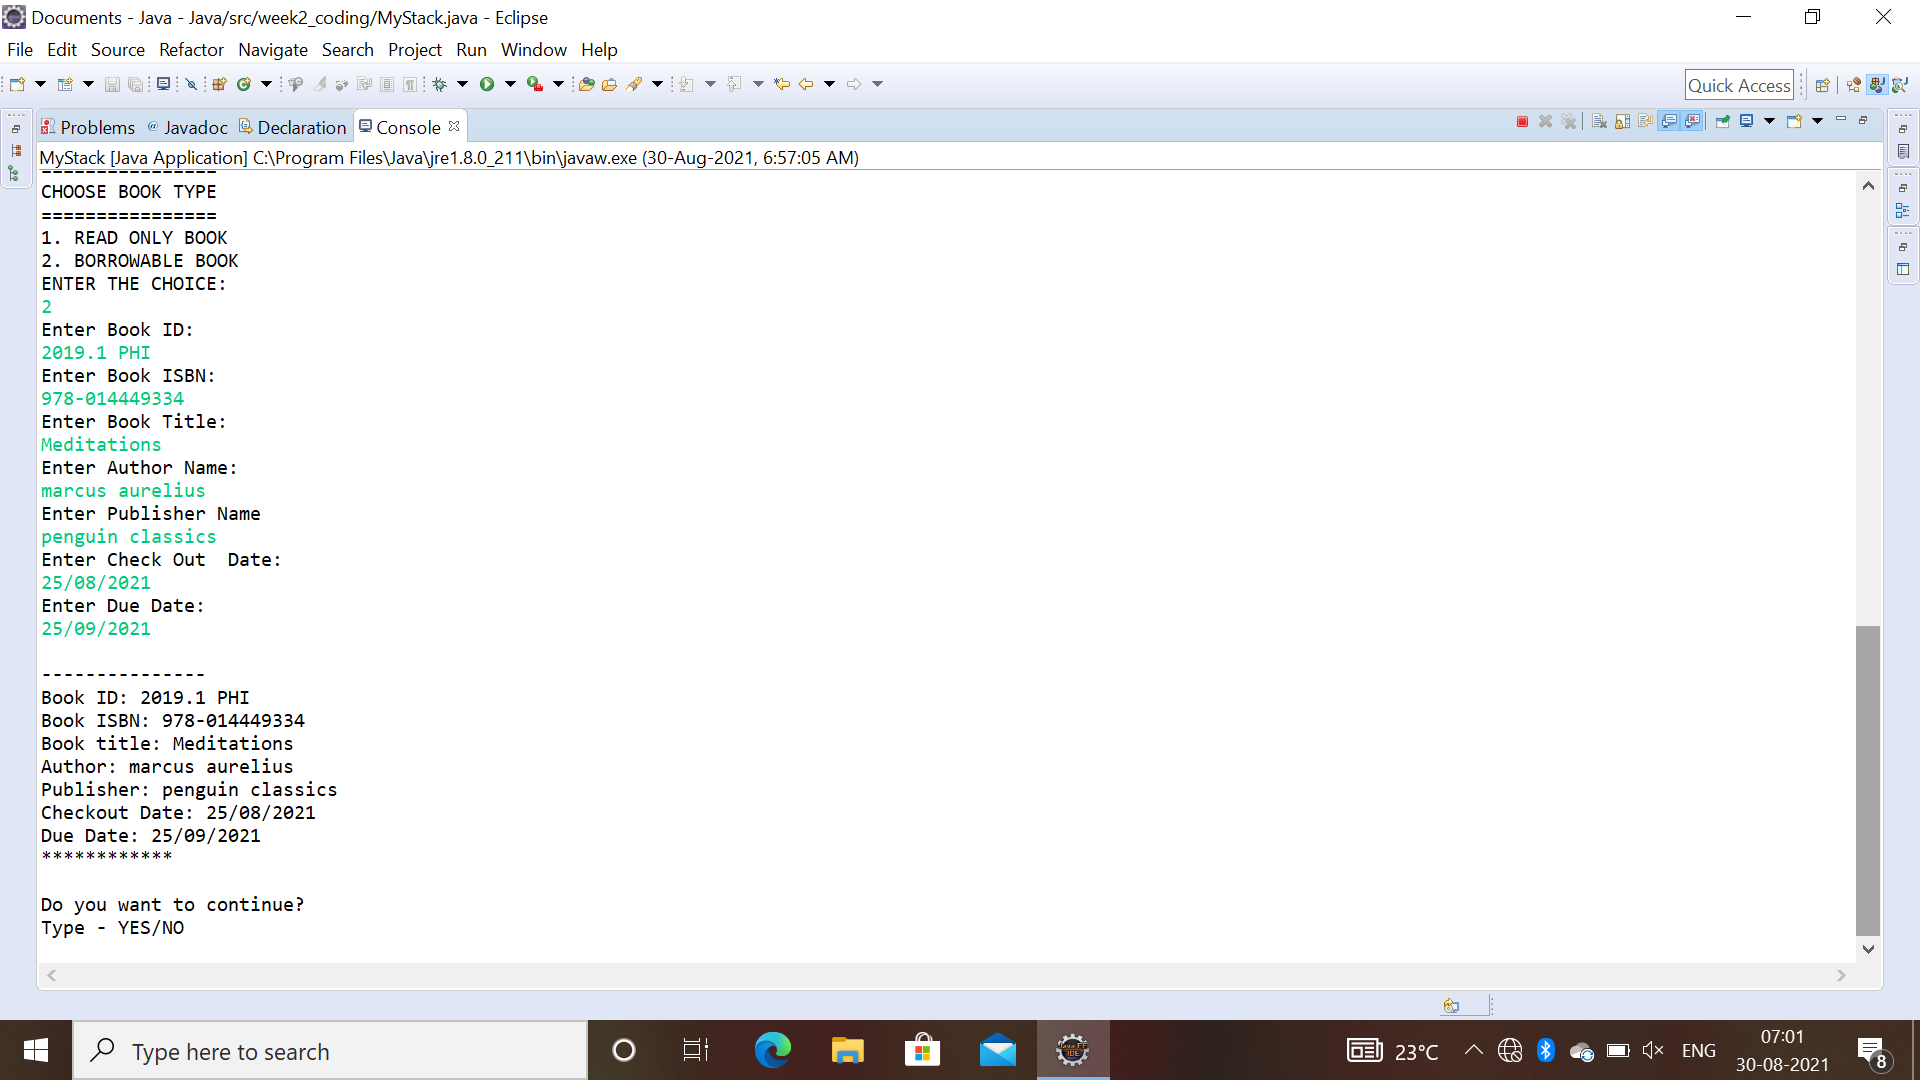 Documents - Java - Java/src/week2_coding/MyStack.java - Eclipse
File Edit Source Refactor Navigate Search Project Run Window Help
Quick Access
Problems @ Javadoc Declaration Console
MyStack [Java Application] C:\Program Files\Java\jre1.8.0_211\bin\javaw.exe (30-Aug-2021, 6:57:05 AM)
================
CHOOSE BOOK TYPE
================
1. READ ONLY BOOK
2. BORROWABLE BOOK
ENTER THE CHOICE:
2
Enter Book ID:
2019.1 PHI
Enter Book ISBN:
978-014449334
Enter Book Title:
Meditations
Enter Author Name:
marcus aurelius
Enter Publisher Name
penguin classics
Enter Check Out  Date:
25/08/2021
Enter Due Date:
25/09/2021
---------------
Book ID: 2019.1 PHI
Book ISBN: 978-014449334
Book title: Meditations
Author: marcus aurelius
Publisher: penguin classics
Checkout Date: 25/08/2021
Due Date: 25/09/2021
************
Do you want to continue?
Type - YES/NO
Type here to search
Java EE
IDE
23°C
ENG
07:01
30-08-2021
8